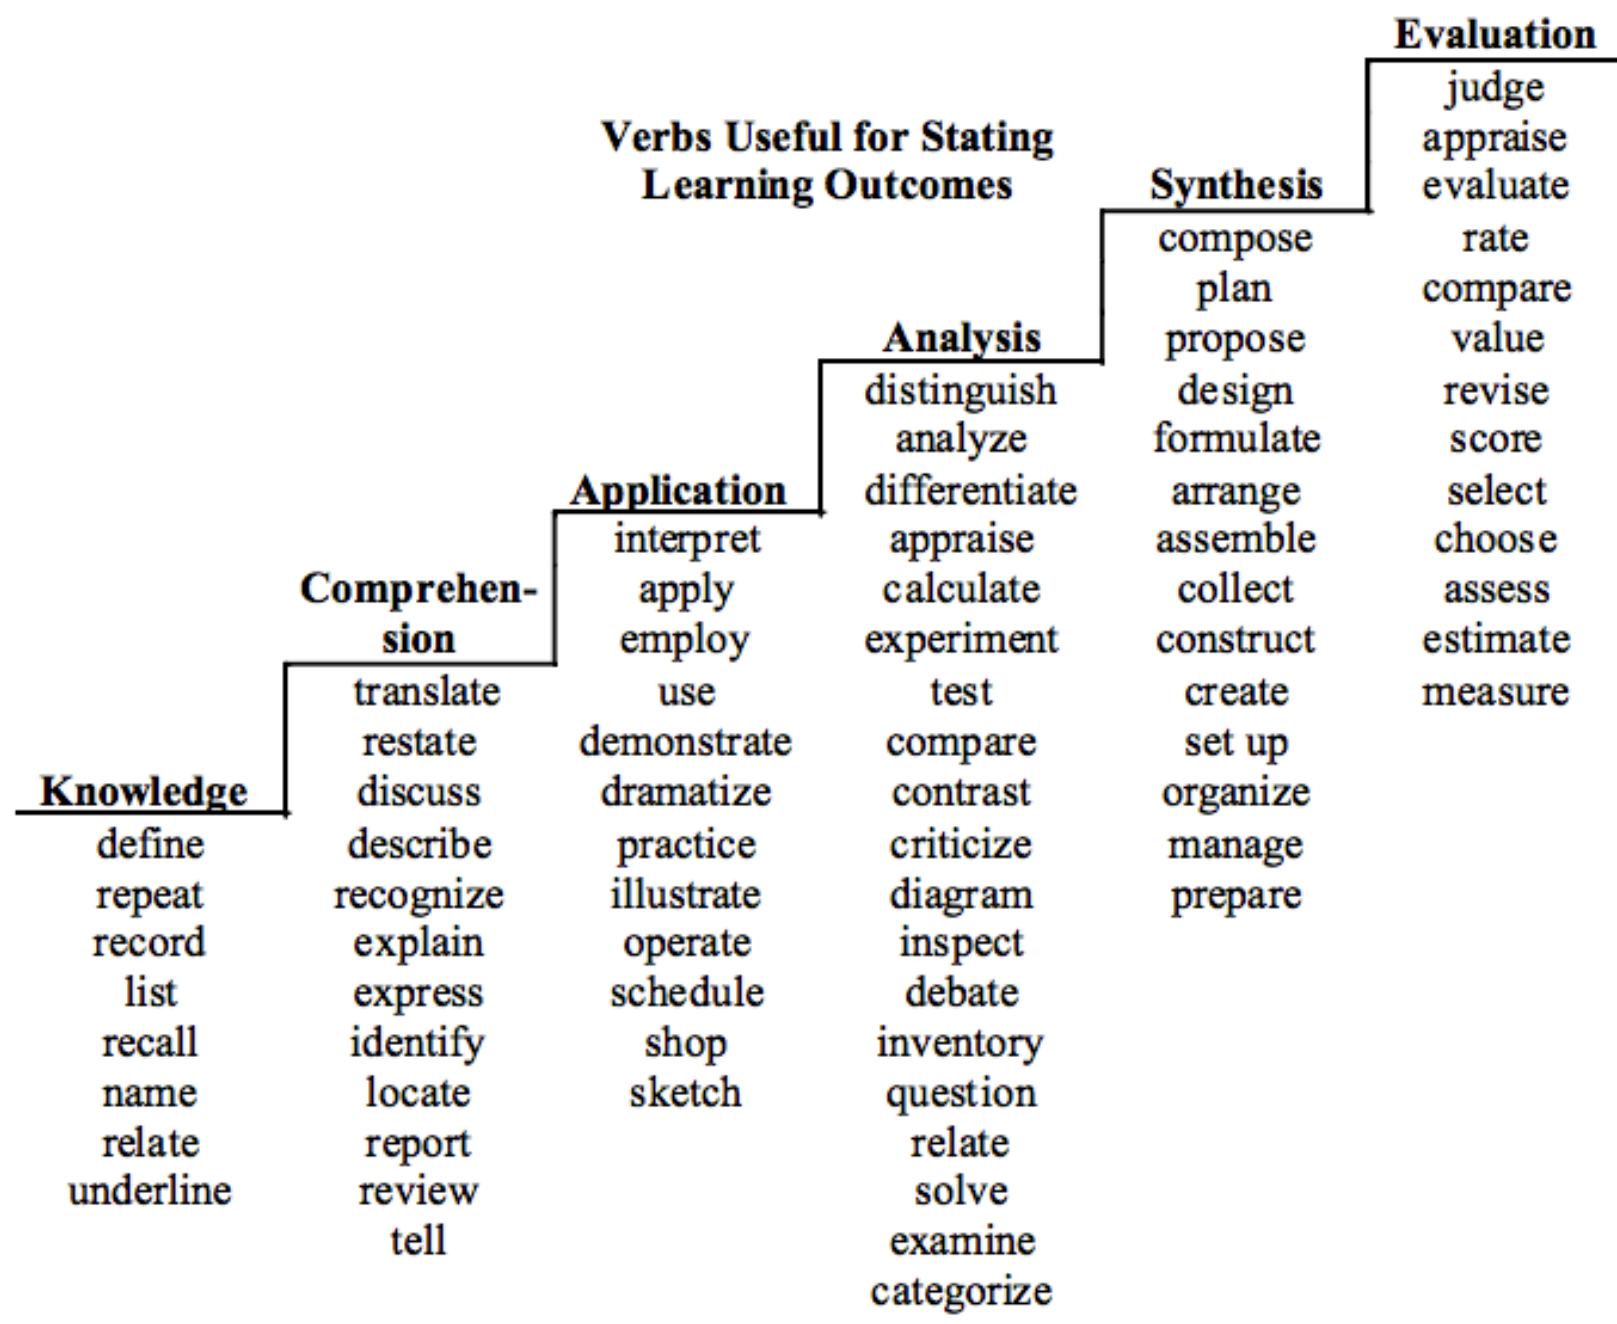 Verbs Useful for Stating
Learning Outcomes
Knowledge
define
repeat
record
list
recall
name
relate
underline
Comprehen-
sion
translate
restate
discuss
describe
recognize
explain
express
identify
locate
report
review
tell
Application
interpret
apply
employ
use
demonstrate
dramatize
practice
illustrate
operate
schedule
shop
sketch
Analysis
distinguish
analyze
differentiate
appraise
calculate
experiment
test
compare
contrast
criticize
diagram
inspect
debate
inventory
question
relate
solve
examine
categorize
Synthesis
compose
plan
propose
design
formulate
arrange
assemble
collect
construct
create
set up
organize
manage
prepare
Evaluation
judge
appraise
evaluate
rate
compare
value
revise
score
select
choose
assess
estimate
measure